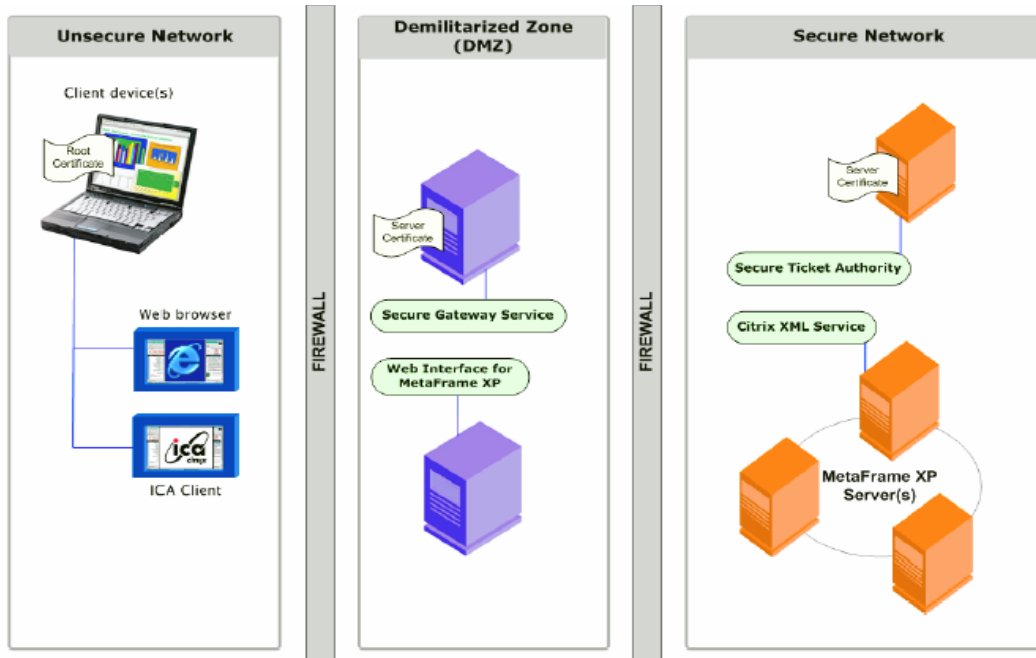 Unsecure Network
Client device(s)
Root
Certificate
Web browser
ica
citrix
ICA Client
FIREWALL
Demilitarized Zone
(DMZ)
Server
Certificate
Secure Gateway Service
Web Interface for
MetaFrame XP
FIREWALL
Secure Network
Server
Certificate
Secure Ticket Authority
Citrix XML Service
MetaFrame XP
Server(s)